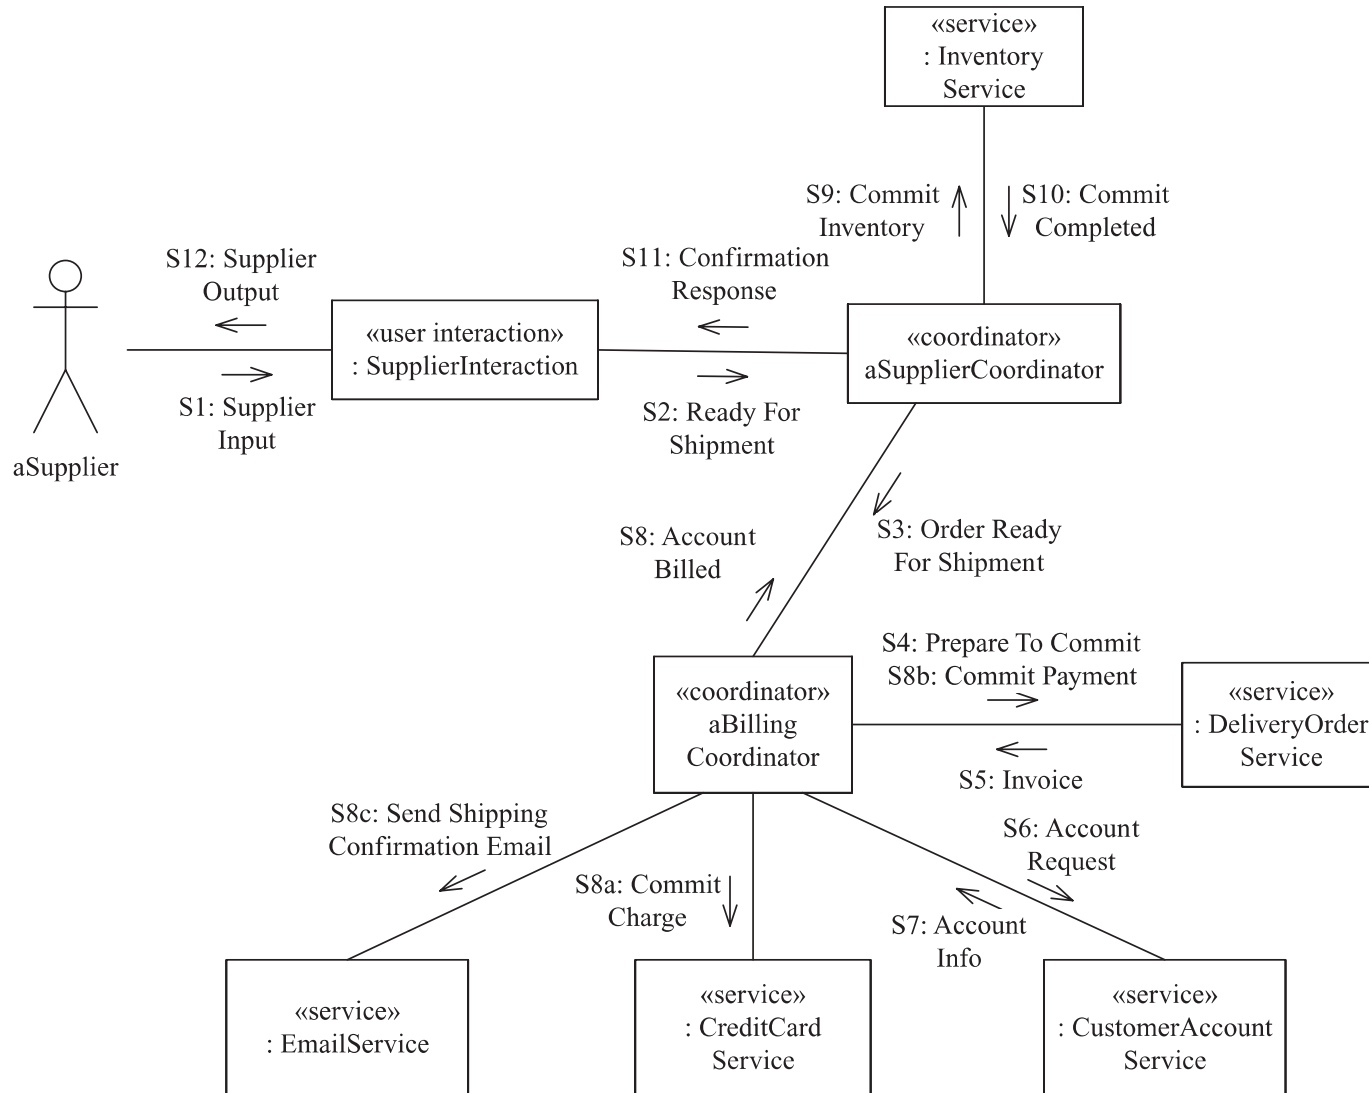 «service»
: Inventory
Service
S9: Commit
Inventory
S10: Commit
Completed
S12: Supplier
Output
S11: Confirmation
Response
«user interaction»
: SupplierInteraction
«coordinator»
aSupplierCoordinator
S1: Supplier
Input
S2: Ready For
Shipment
aSupplier
S8: Account
Billed
S3: Order Ready
For Shipment
S4: Prepare To Commit
S8b: Commit Payment
«coordinator»
aBilling
Coordinator
«service»
: DeliveryOrder
Service
S5: Invoice
S8c: Send Shipping
Confirmation Email
S6: Account
Request
S8a: Commit
Charge
S7: Account
Info
«service»
: EmailService
«service»
: CreditCard
Service
«service»
: CustomerAccount
Service